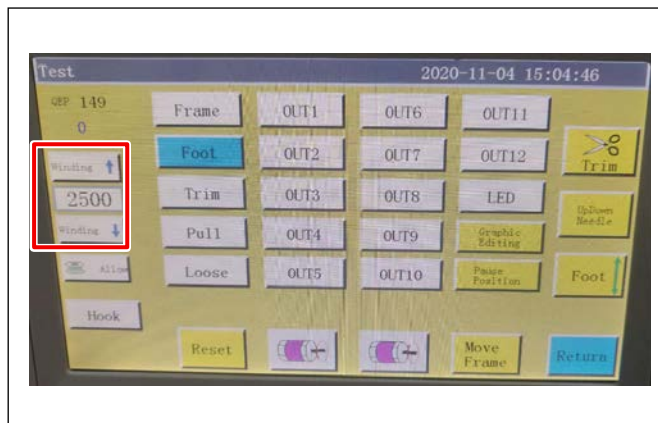 Test 2020-11-04 15:04:46
QEP 149
0
Frame OUT1 OUT6 OUT11
Winding ↑ Foot OUT2 OUT7 OUT12 Trim
2500 Trim OUT3 OUT8 LED UpDown
Needle
Winding ↓ Pull OUT4 OUT9 Graphic
Editing
Allow Loose OUT5 OUT10 Pause
Position Foot
Hook
Reset Move
Frame Return